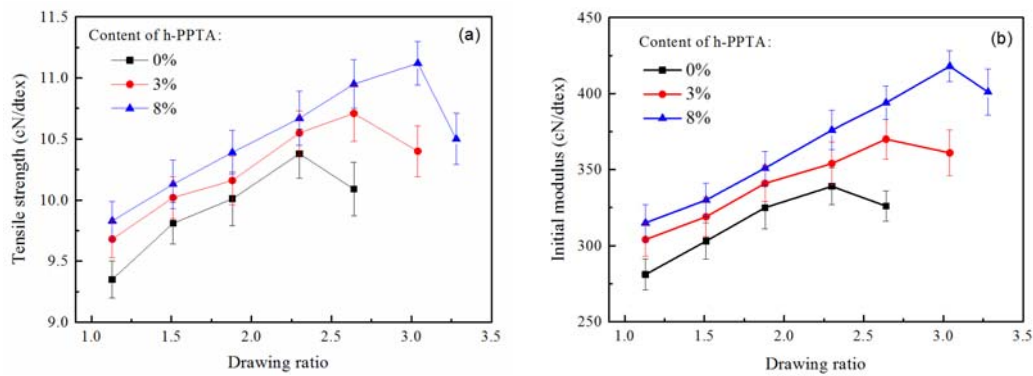 (a)
Content of h-PPTA:
0%
3%
8%
Tensile strength (cN/dtex)
11.5
11.0
10.5
10.0
9.5
9.0
1.0 1.5 2.0 2.5 3.0 3.5
Drawing ratio
(b)
Content of h-PPTA:
0%
3%
8%
Initial modulus (cN/dtex)
450
400
350
300
250
1.0 1.5 2.0 2.5 3.0 3.5
Drawing ratio